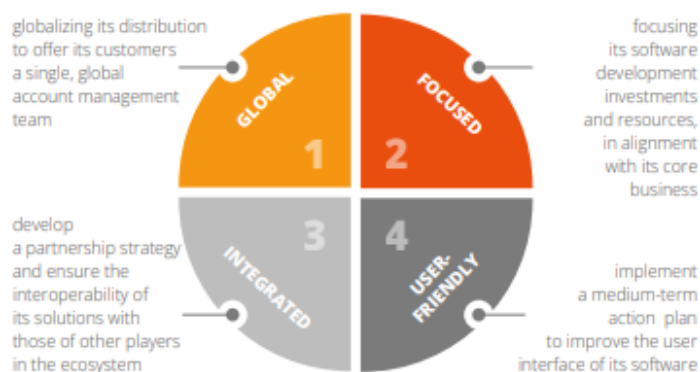 globalizing its distribution
to offer its customers
a single, global
account management
team
GLOBAL
1
focusing
its software
development
investments
and resources,
in alignment
with its core
business
FOCUSED
2
develop
a partnership strategy
and ensure the
interoperability of
its solutions with
those of other players
in the ecosystem
INTEGRATED
3
implement
a medium-term
action plan
to improve the user
interface of its software
USER-
FRIENDLY
4